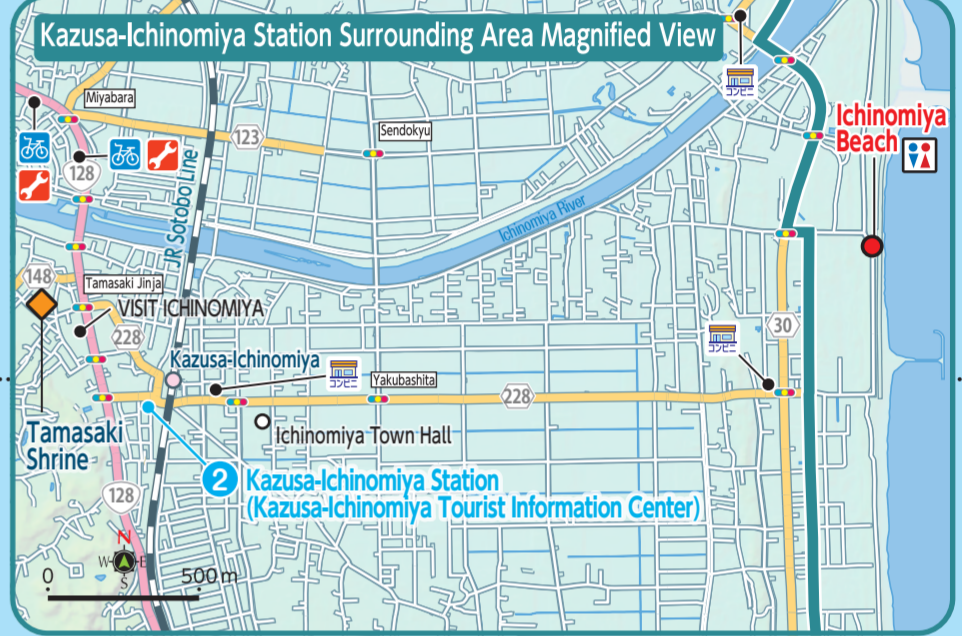 Kazusa-Ichinomiya Station Surrounding Area Magnified View
コンビニ
Miyabara
Ichinomiya
Beach
123
Sendokyu
128
JR Sotobo Line
Ichinomiya River
148
Tamasaki Jinja
VISIT ICHINOMIYA
228
30
コンビニ
Kazusa-Ichinomiya
コンビニ
Yakubashita
228
Tamasaki
Shrine
Ichinomiya Town Hall
2
Kazusa-Ichinomiya Station
(Kazusa-Ichinomiya Tourist Information Center)
128
N
W
E
S
0
500m